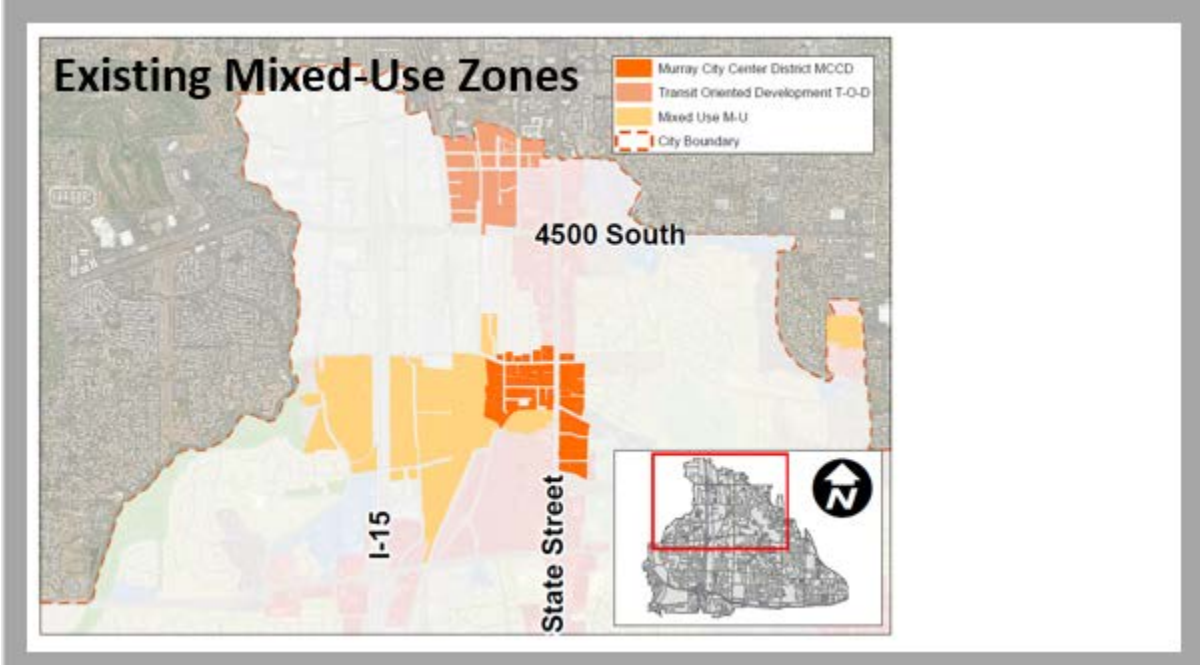 Existing Mixed-Use Zones
Murray City Center District MCCD
Transit Oriented Development T-O-D
Mixed Use M-U
City Boundary
4500 South
I-15
State Street
N